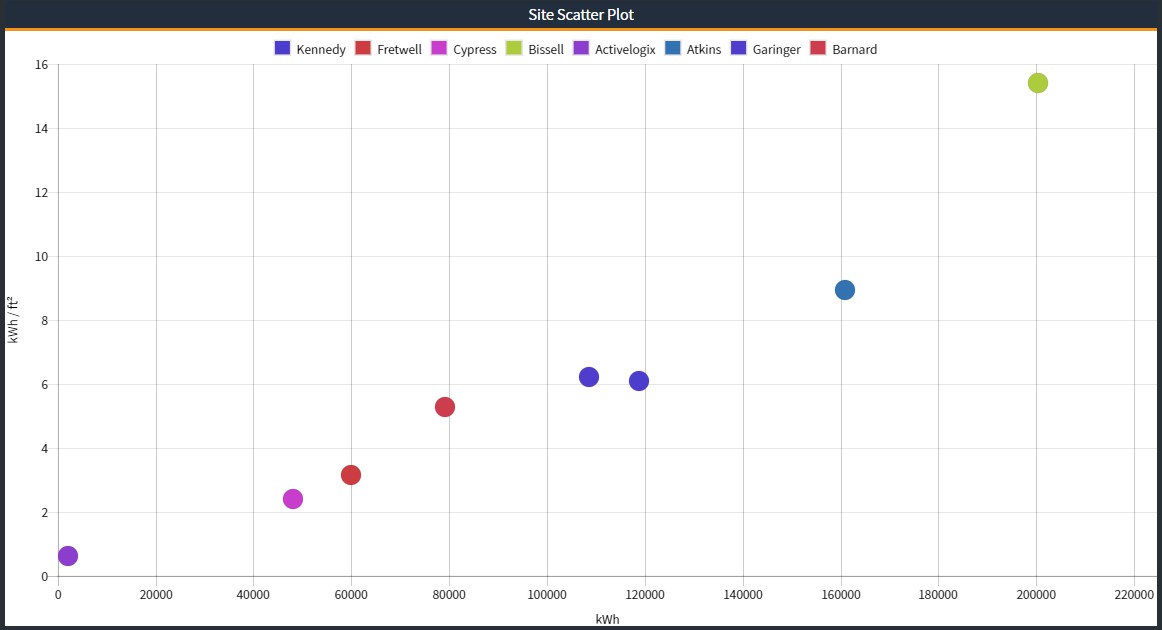 Site Scatter Plot
Kennedy Fretwell Cypress Bissell Activelogix Atkins Garinger Barnard
16
14
12
10
8
6
4
2
0
kWh / ft²
0 20000 40000 60000 80000 100000 120000 140000 160000 180000 200000 220000
kWh